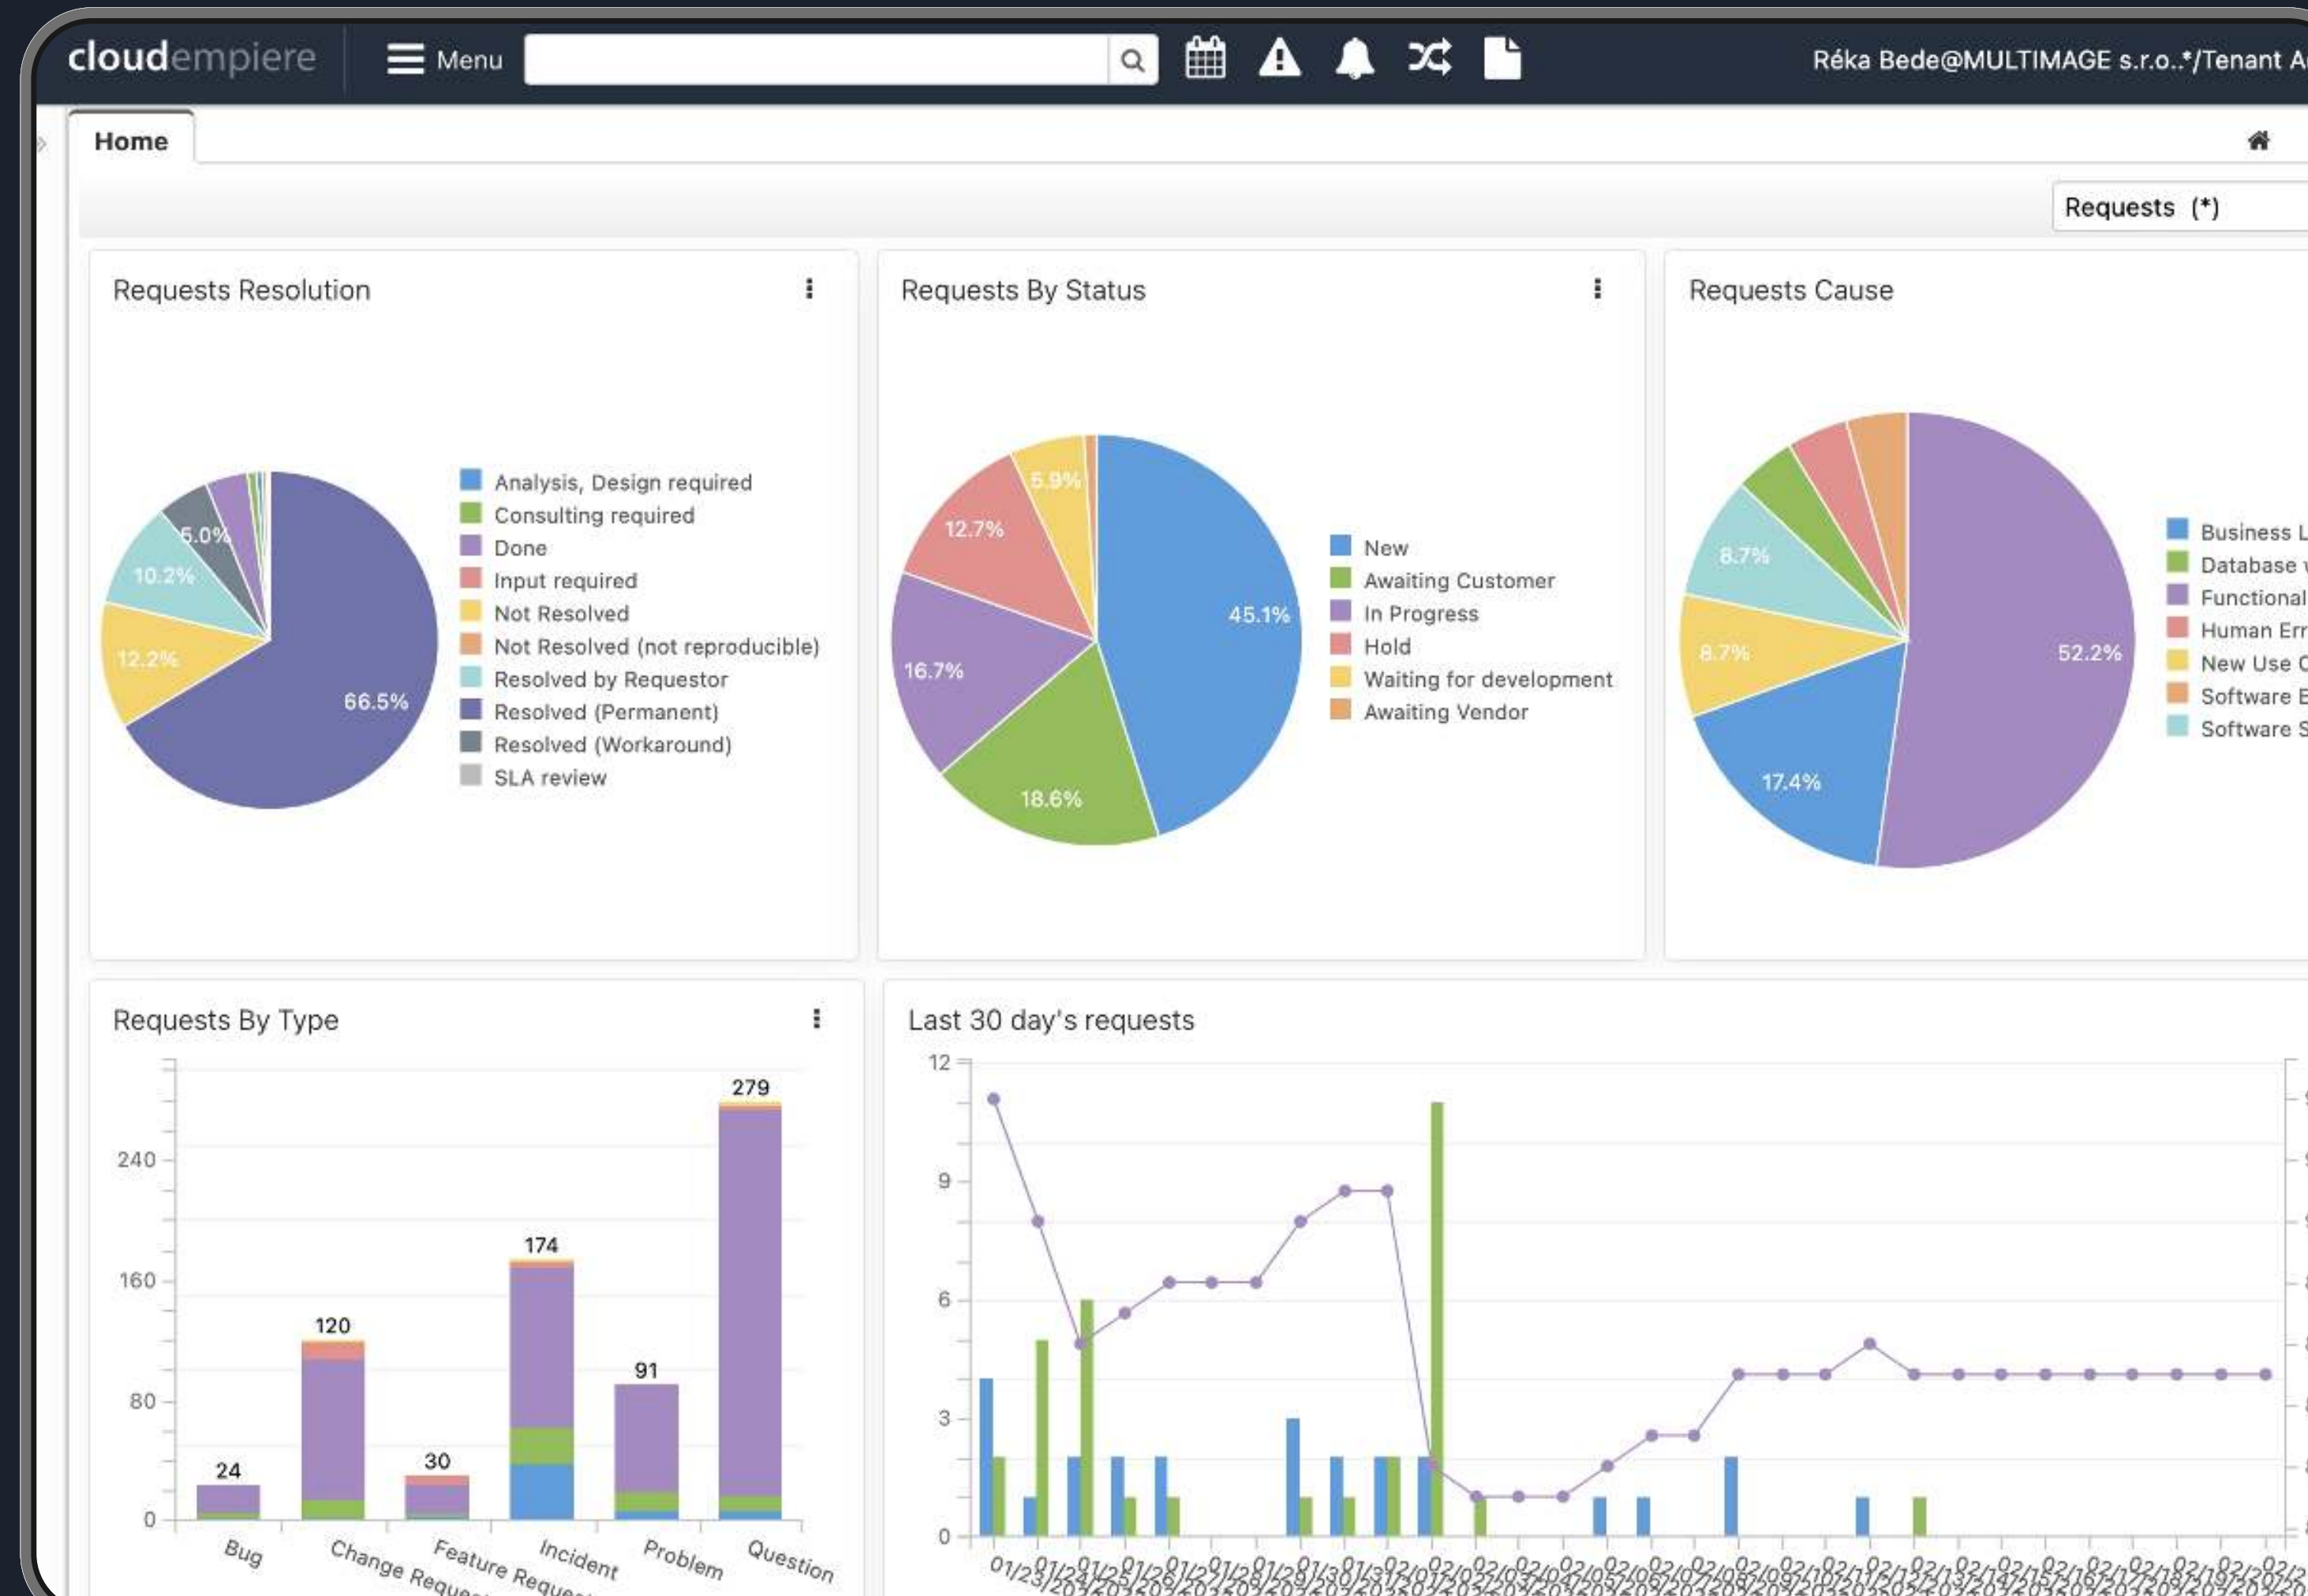 cloudempiere
Menu
Réka Bede@MULTIMAGE s.r.o..*/Tenant
Home
Requests (*)
Requests Resolution
66.5%
12.2%
10.2%
5.0%
Analysis, Design required
Consulting required
Done
Input required
Not Resolved
Not Resolved (not reproducible)
Resolved by Requestor
Resolved (Permanent)
Resolved (Workaround)
SLA review
Requests By Status
45.1%
18.6%
16.7%
12.7%
5.9%
New
Awaiting Customer
In Progress
Hold
Waiting for development
Awaiting Vendor
Requests Cause
52.2%
17.4%
8.7%
8.7%
Business
Database
Functional
Human
New Use
Software
Software
Requests By Type
240
160
80
0
24
120
30
174
91
279
Bug
Change
Feature
Incident
Problem
Question
Last 30 day's requests
12
9
6
3
0